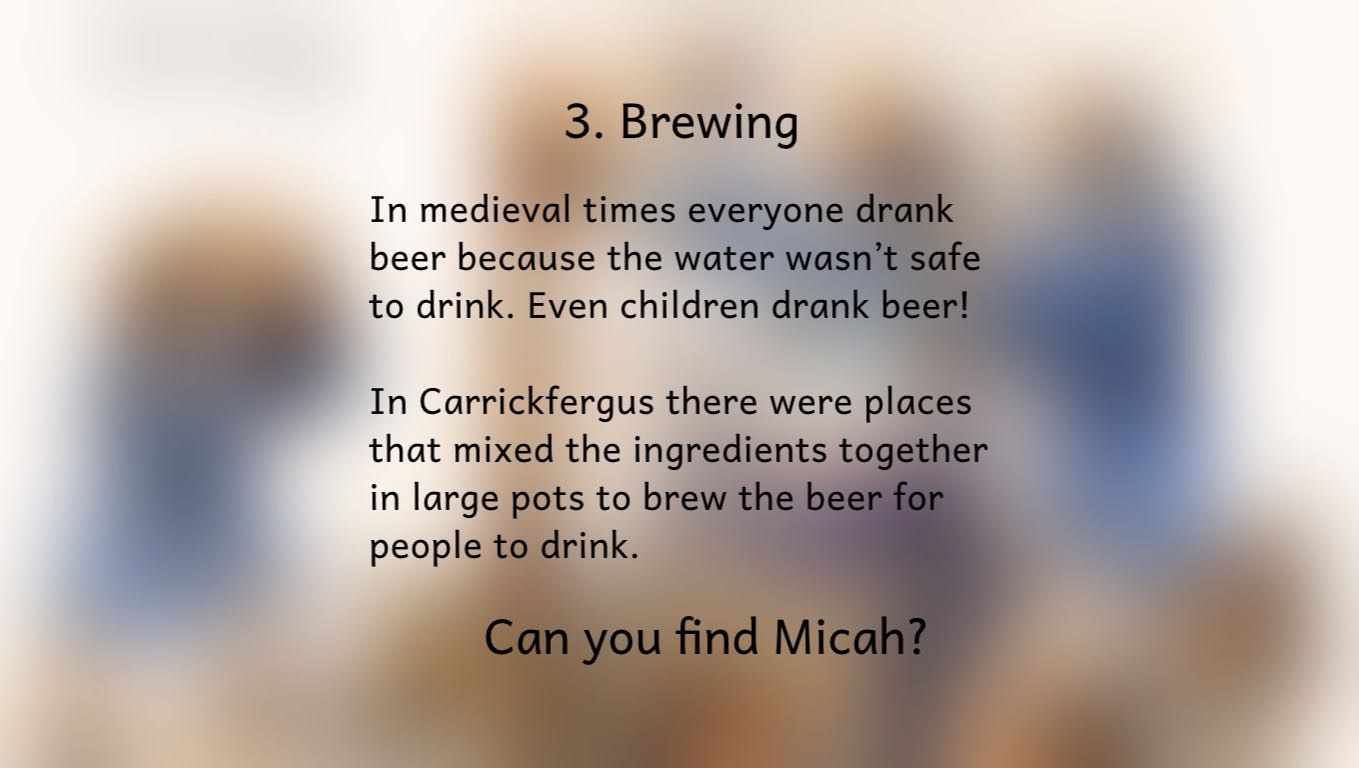 3. Brewing
In medieval times everyone drank
beer because the water wasn’t safe
to drink. Even children drank beer!
In Carrickfergus there were places
that mixed the ingredients together
in large pots to brew the beer for
people to drink.
Can you find Micah?